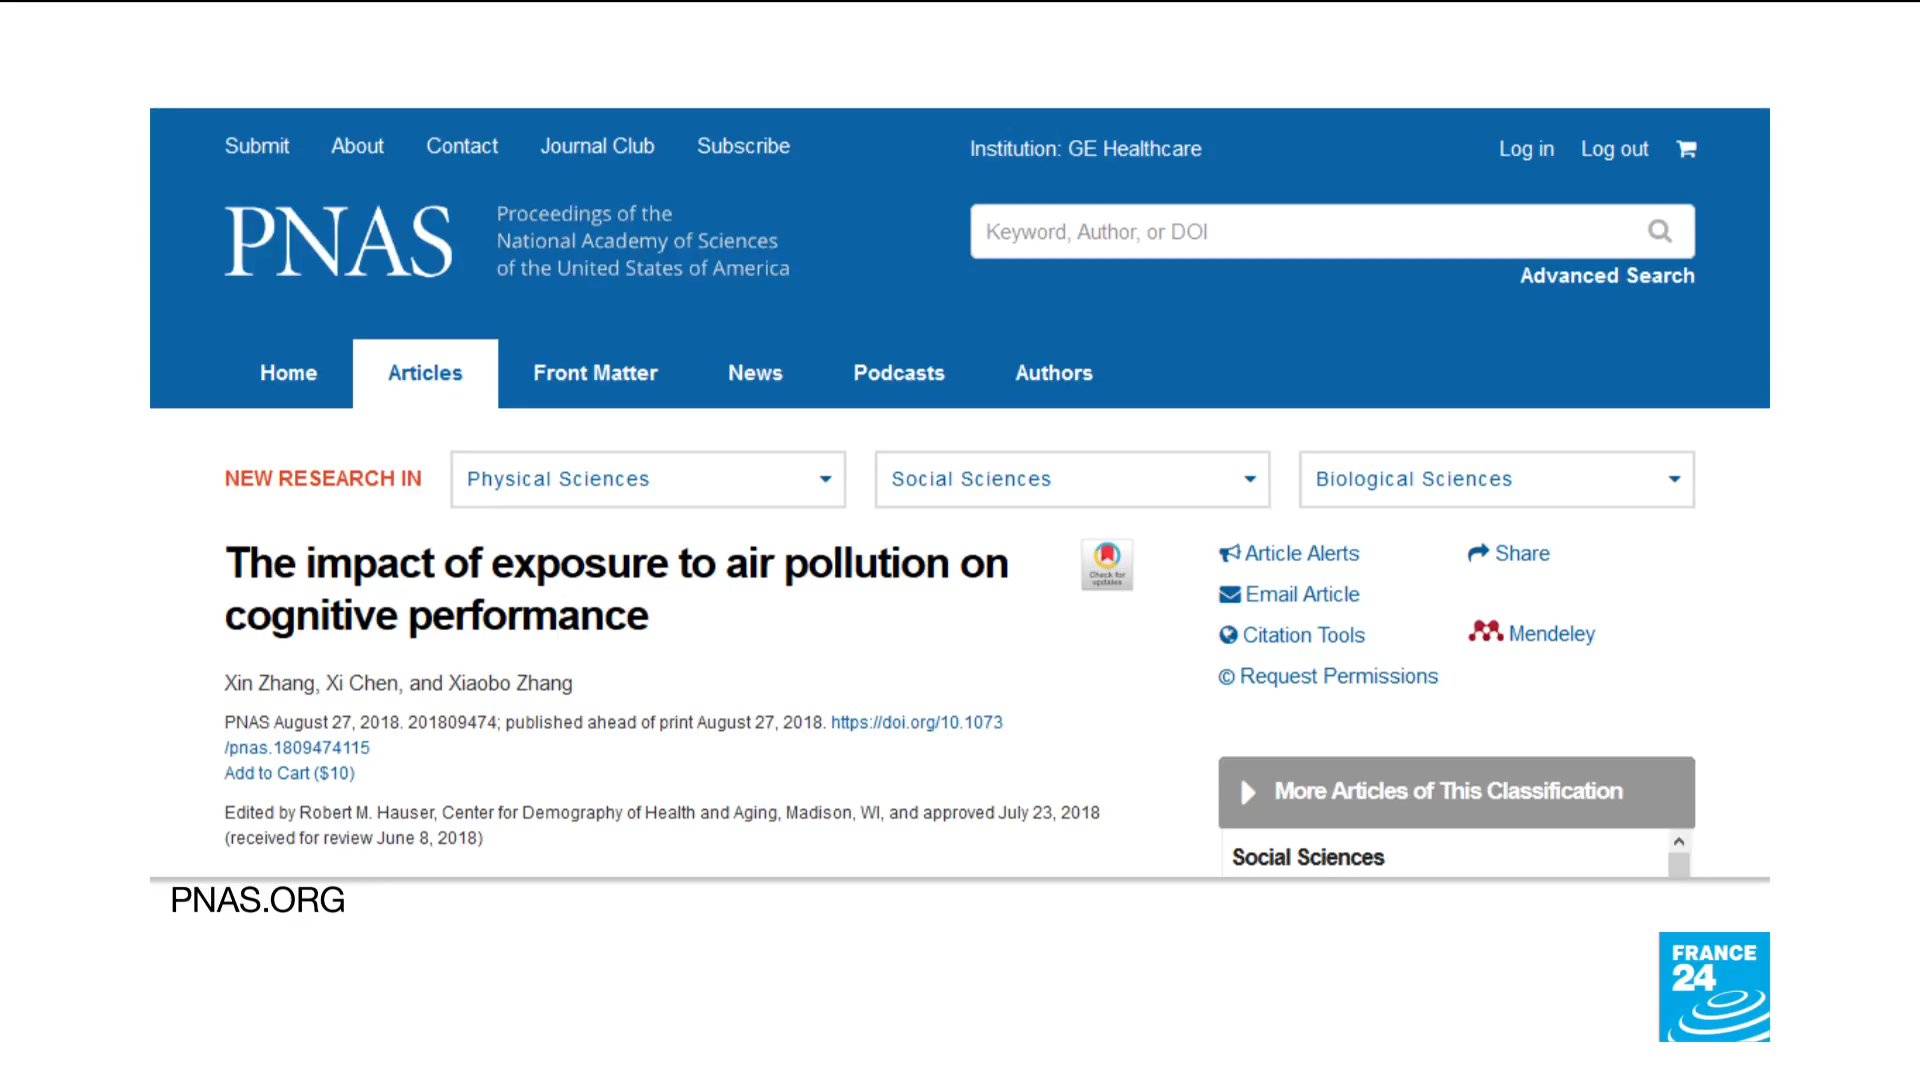 Submit About Contact Journal Club Subscribe
Institution: GE Healthcare
Log in Log out
PNAS
Proceedings of the
National Academy of Sciences
of the United States of America
Keyword, Author, or DOI
Advanced Search
Home Articles Front Matter News Podcasts Authors
NEW RESEARCH IN Physical Sciences Social Sciences Biological Sciences
The impact of exposure to air pollution on
cognitive performance
Check for
updates
Xin Zhang, Xi Chen, and Xiaobo Zhang
PNAS August 27, 2018. 201809474; published ahead of print August 27, 2018. https://doi.org/10.1073
/pnas.1809474115
Add to Cart ($10)
Edited by Robert M. Hauser, Center for Demography of Health and Aging, Madison, WI, and approved July 23, 2018
(received for review June 8, 2018)
Article Alerts Share
Email Article
Citation Tools Mendeley
© Request Permissions
More Articles of This Classification
Social Sciences
PNAS.ORG
FRANCE
24